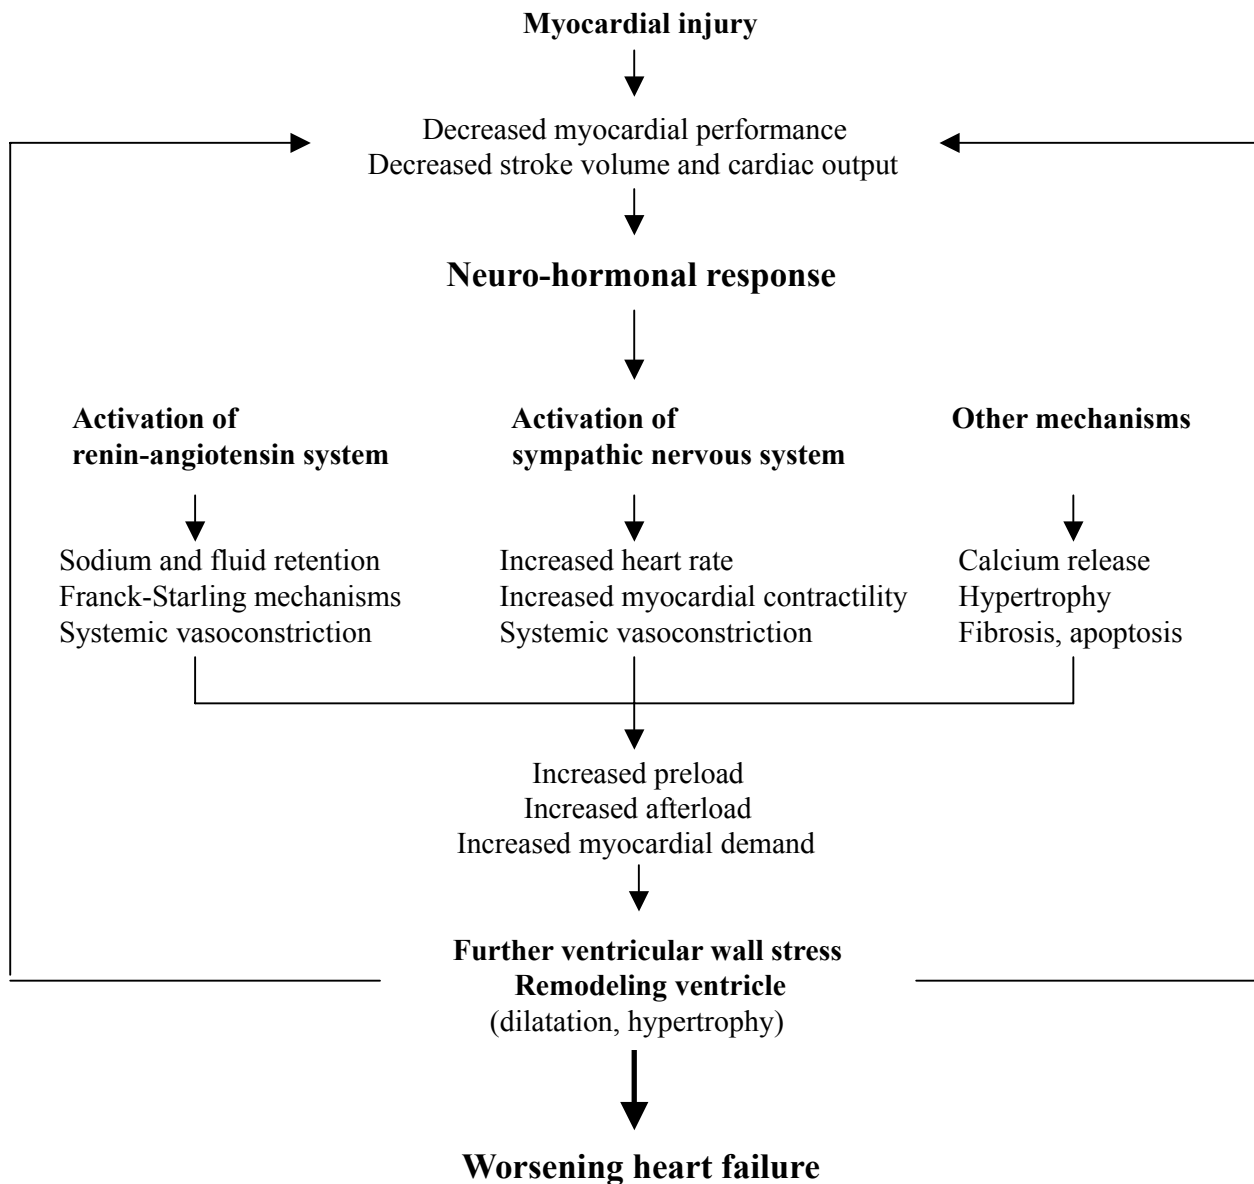 Myocardial injury
Decreased myocardial performance
Decreased stroke volume and cardiac output
Neuro-hormonal response
Activation of
renin-angiotensin system
Sodium and fluid retention
Franck-Starling mechanisms
Systemic vasoconstriction
Activation of
sympathic nervous system
Increased heart rate
Increased myocardial contractility
Systemic vasoconstriction
Other mechanisms
Calcium release
Hypertrophy
Fibrosis, apoptosis
Increased preload
Increased afterload
Increased myocardial demand
Further ventricular wall stress
Remodeling ventricle
(dilatation, hypertrophy)
Worsening heart failure